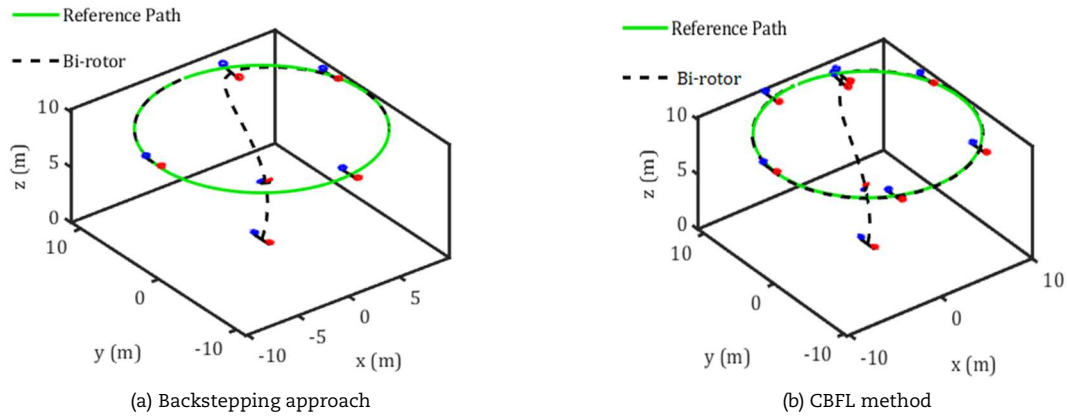 Reference Path
Bi-rotor
10
5
0
z (m)
10
0
-10
y (m)
-10
-5
0
5
x (m)
(a) Backstepping approach
Reference Path
Bi-rotor
10
5
0
z (m)
10
0
-10
y (m)
-10
0
10
x (m)
(b) CBFL method